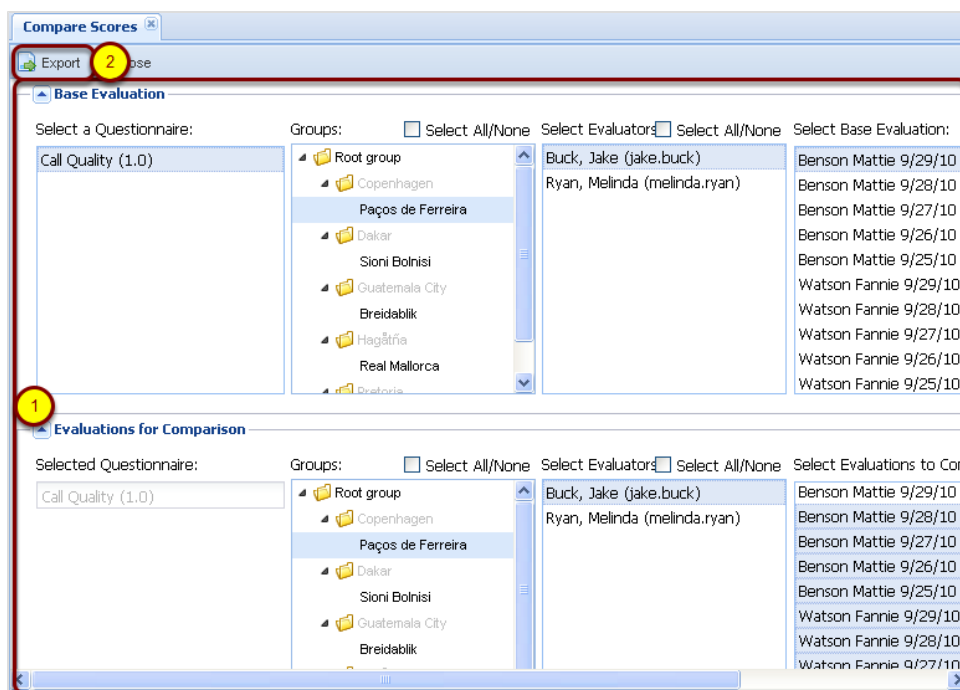 Compare Scores
Export 2 ose
Base Evaluation
Select a Questionnaire:
Call Quality (1.0)
Groups:
Select All/None
Root group
Copenhagen
Paços de Ferreira
Dakar
Sioni Bolnisi
Guatemala City
Breidablik
Hagåtña
Real Mallorca
Pretoria
Select Evaluators
Select All/None
Buck, Jake (jake.buck)
Ryan, Melinda (melinda.ryan)
Select Base Evaluation:
Benson Mattie 9/29/10
Benson Mattie 9/28/10
Benson Mattie 9/27/10
Benson Mattie 9/26/10
Benson Mattie 9/25/10
Watson Fannie 9/29/10
Watson Fannie 9/28/10
Watson Fannie 9/27/10
Watson Fannie 9/26/10
Watson Fannie 9/25/10
1
Evaluations for Comparison
Selected Questionnaire:
Call Quality (1.0)
Groups:
Select All/None
Root group
Copenhagen
Paços de Ferreira
Dakar
Sioni Bolnisi
Guatemala City
Breidablik
Select Evaluators
Select All/None
Buck, Jake (jake.buck)
Ryan, Melinda (melinda.ryan)
Select Evaluations to Co
Benson Mattie 9/29/10
Benson Mattie 9/28/10
Benson Mattie 9/27/10
Benson Mattie 9/26/10
Benson Mattie 9/25/10
Watson Fannie 9/29/10
Watson Fannie 9/28/10
Watson Fannie 9/27/10